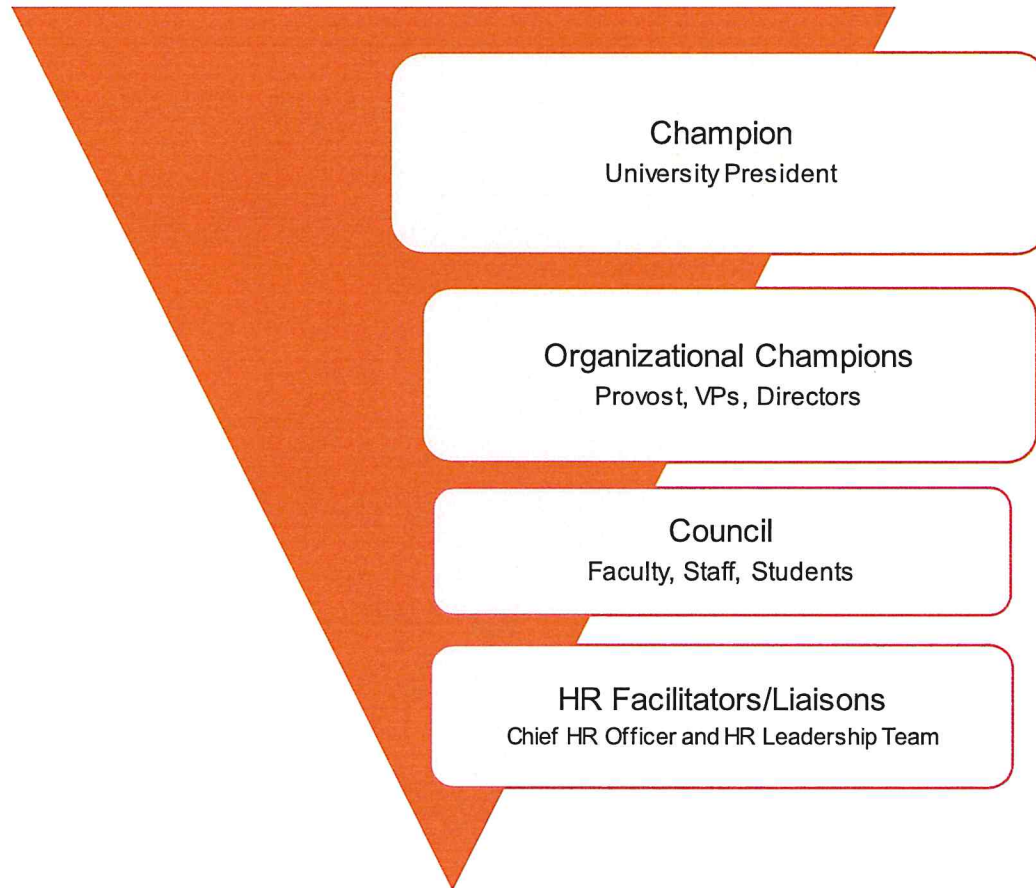 Champion
University President
Organizational Champions
Provost, VPs, Directors
Council
Faculty, Staff, Students
HR Facilitators/Liaisons
Chief HR Officer and HR Leadership Team